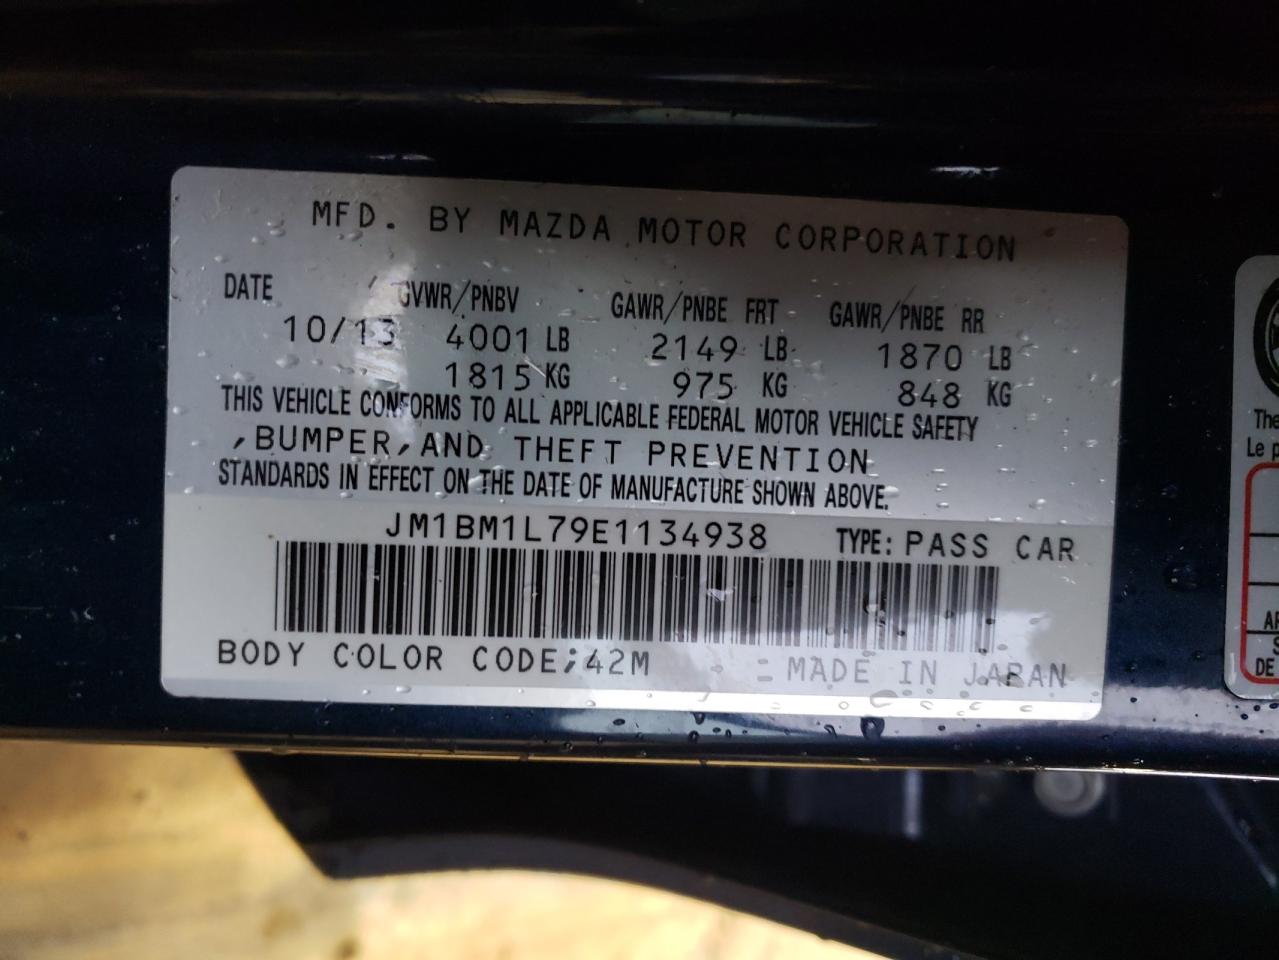 MFD. BY MAZDA MOTOR CORPORATION
DATE GVWR/PNBV GAWR/PNBE FRT GAWR/PNBE RR
10/13 4001 LB 2149 LB 1870 LB
1815 KG 975 KG 848 KG
THIS VEHICLE CONFORMS TO ALL APPLICABLE FEDERAL MOTOR VEHICLE SAFETY
,BUMPER,AND THEFT PREVENTION
STANDARDS IN EFFECT ON THE DATE OF MANUFACTURE SHOWN ABOVE.
JM1BM1L79E1134938 TYPE: PASS CAR
BODY COLOR CODE;42M MADE IN JAPAN
The
Le p
DE